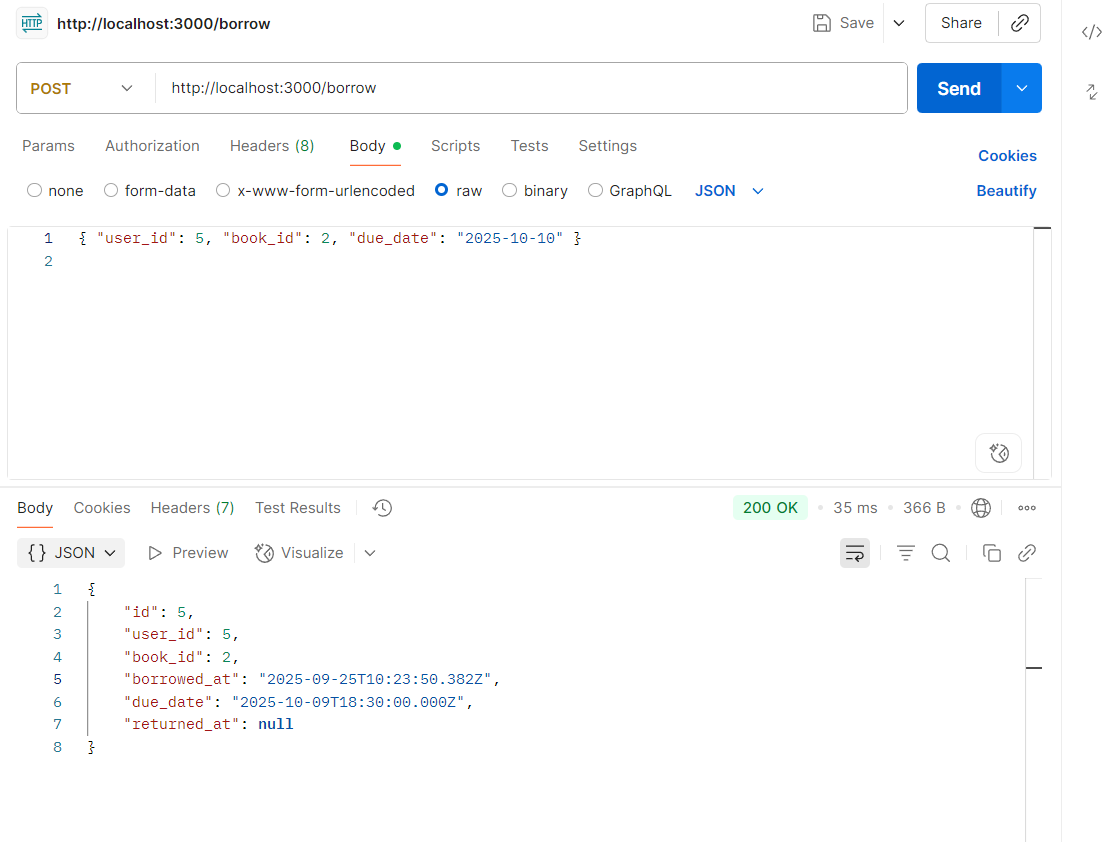 HTTP http://localhost:3000/borrow Save Share
POST http://localhost:3000/borrow Send
Params Authorization Headers (8) Body Scripts Tests Settings Cookies
none form-data x-www-form-urlencoded raw binary GraphQL JSON Beautify
1 { "user_id": 5, "book_id": 2, "due_date": "2025-10-10" }
2
Body Cookies Headers (7) Test Results 200 OK • 35 ms • 366 B •
{} JSON Preview Visualize
1 {
2 "id": 5,
3 "user_id": 5,
4 "book_id": 2,
5 "borrowed_at": "2025-09-25T10:23:50.382Z",
6 "due_date": "2025-10-09T18:30:00.000Z",
7 "returned_at": null
8 }